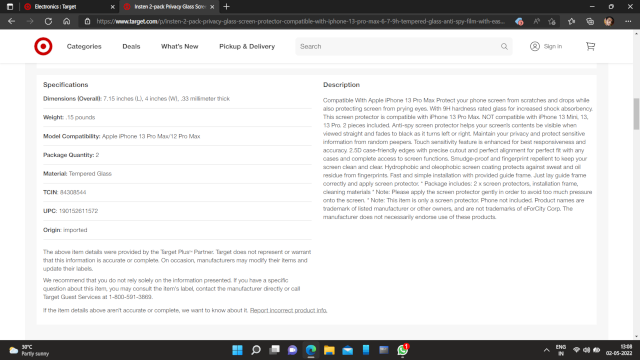 Electronics : Target
Insten 2-pack Privacy Glass Scre
https://www.target.com/p/insten-2-pack-privacy-glass-screen-protector-compatible-with-iphone-13-pro-max-6-7-9h-tempered-glass-anti-spy-film-with-eas...
Categories
Deals
What's New
Pickup & Delivery
Search
Sign in
Specifications
Dimensions (Overall): 7.15 inches (L), 4 inches (W), .33 millimeter thick
Weight: .15 pounds
Model Compatibility: Apple iPhone 13 Pro Max/12 Pro Max
Package Quantity: 2
Material: Tempered Glass
TCIN: 84308544
UPC: 190152611572
Origin: imported
The above item details were provided by the Target Plus™ Partner. Target does not represent or warrant
that this information is accurate or complete. On occasion, manufacturers may modify their items and
update their labels.
We recommend that you do not rely solely on the information presented. If you have a specific
question about this item, you may consult the item's label, contact the manufacturer directly or call
Target Guest Services at 1-800-591-3869.
If the item details above aren't accurate or complete, we want to know about it. Report incorrect product info.
Description
Compatible With Apple iPhone 13 Pro Max Protect your phone screen from scratches and drops while
also protecting screen from prying eyes. With 9H hardness rated glass for increased shock absorbency.
This screen protector is compatible with iPhone 13 Pro Max. NOT compatible with iPhone 13 Mini, 13,
13 Pro. 2 pieces included. Anti-spy screen protector helps your screen's contents be visible when
viewed straight and fades to black as it turns left or right. Maintain your privacy and protect sensitive
information from random peepers. Touch sensitivity feature is enhanced for best responsiveness and
accuracy. 2.5D case-friendly edges with precise cutout and perfect alignment for perfect fit with any
cases and complete access to screen functions. Smudge-proof and fingerprint repellent to keep your
screen clean and clear. Hydrophobic and oleophobic screen coating protects against sweat and oil
residue from fingerprints. Fast and simple installation with provided guide frame. Just lay guide frame
correctly and apply screen protector. * Package includes: 2 x screen protectors, installation frame,
cleaning materials * Note: Please apply the screen protector gently in order to avoid too much pressure
onto the screen. * Note: This item is only a screen protector. Phone not included. Product names are
trademark of listed manufacturer or other owners, and are not trademarks of eForCity Corp. The
manufacturer does not necessarily endorse use of these products.
30°C
Partly sunny
ENG
IN
13:08
02-05-2022